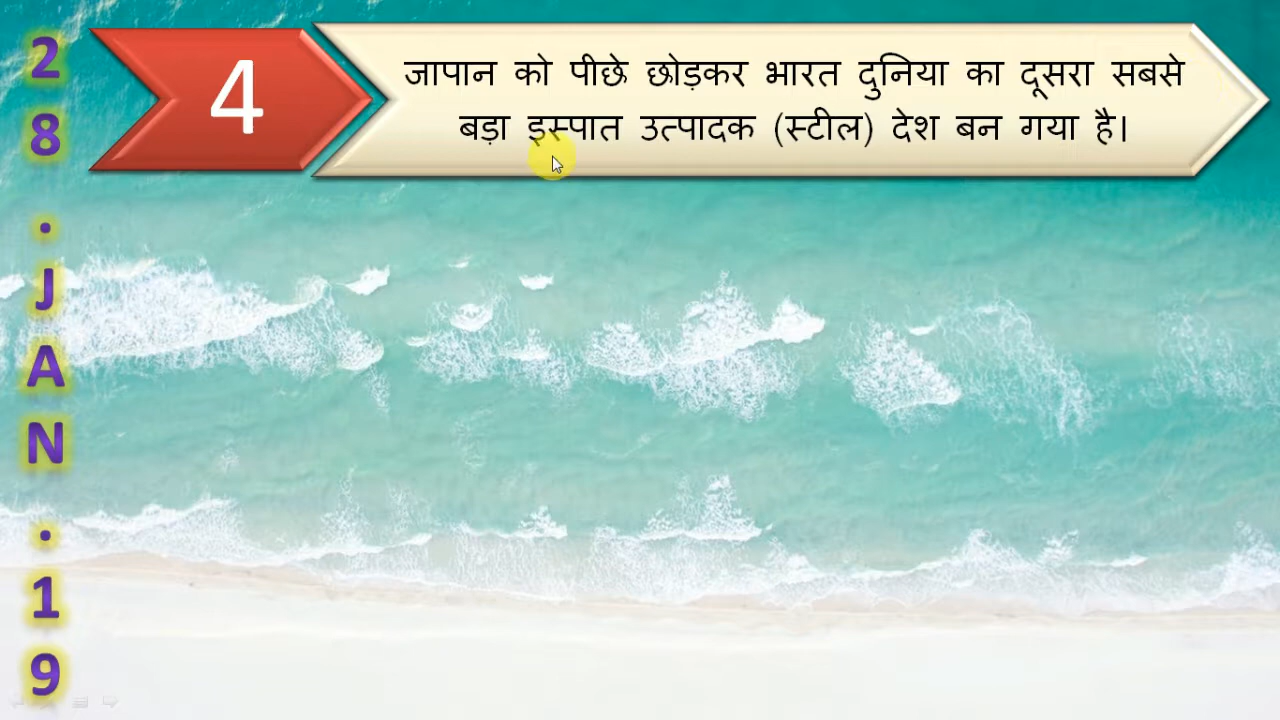 28.JAN.19
4
जापान को पीछे छोड़कर भारत दुनिया का दूसरा सबसे
बड़ा इस्पात उत्पादक (स्टील) देश बन गया है।